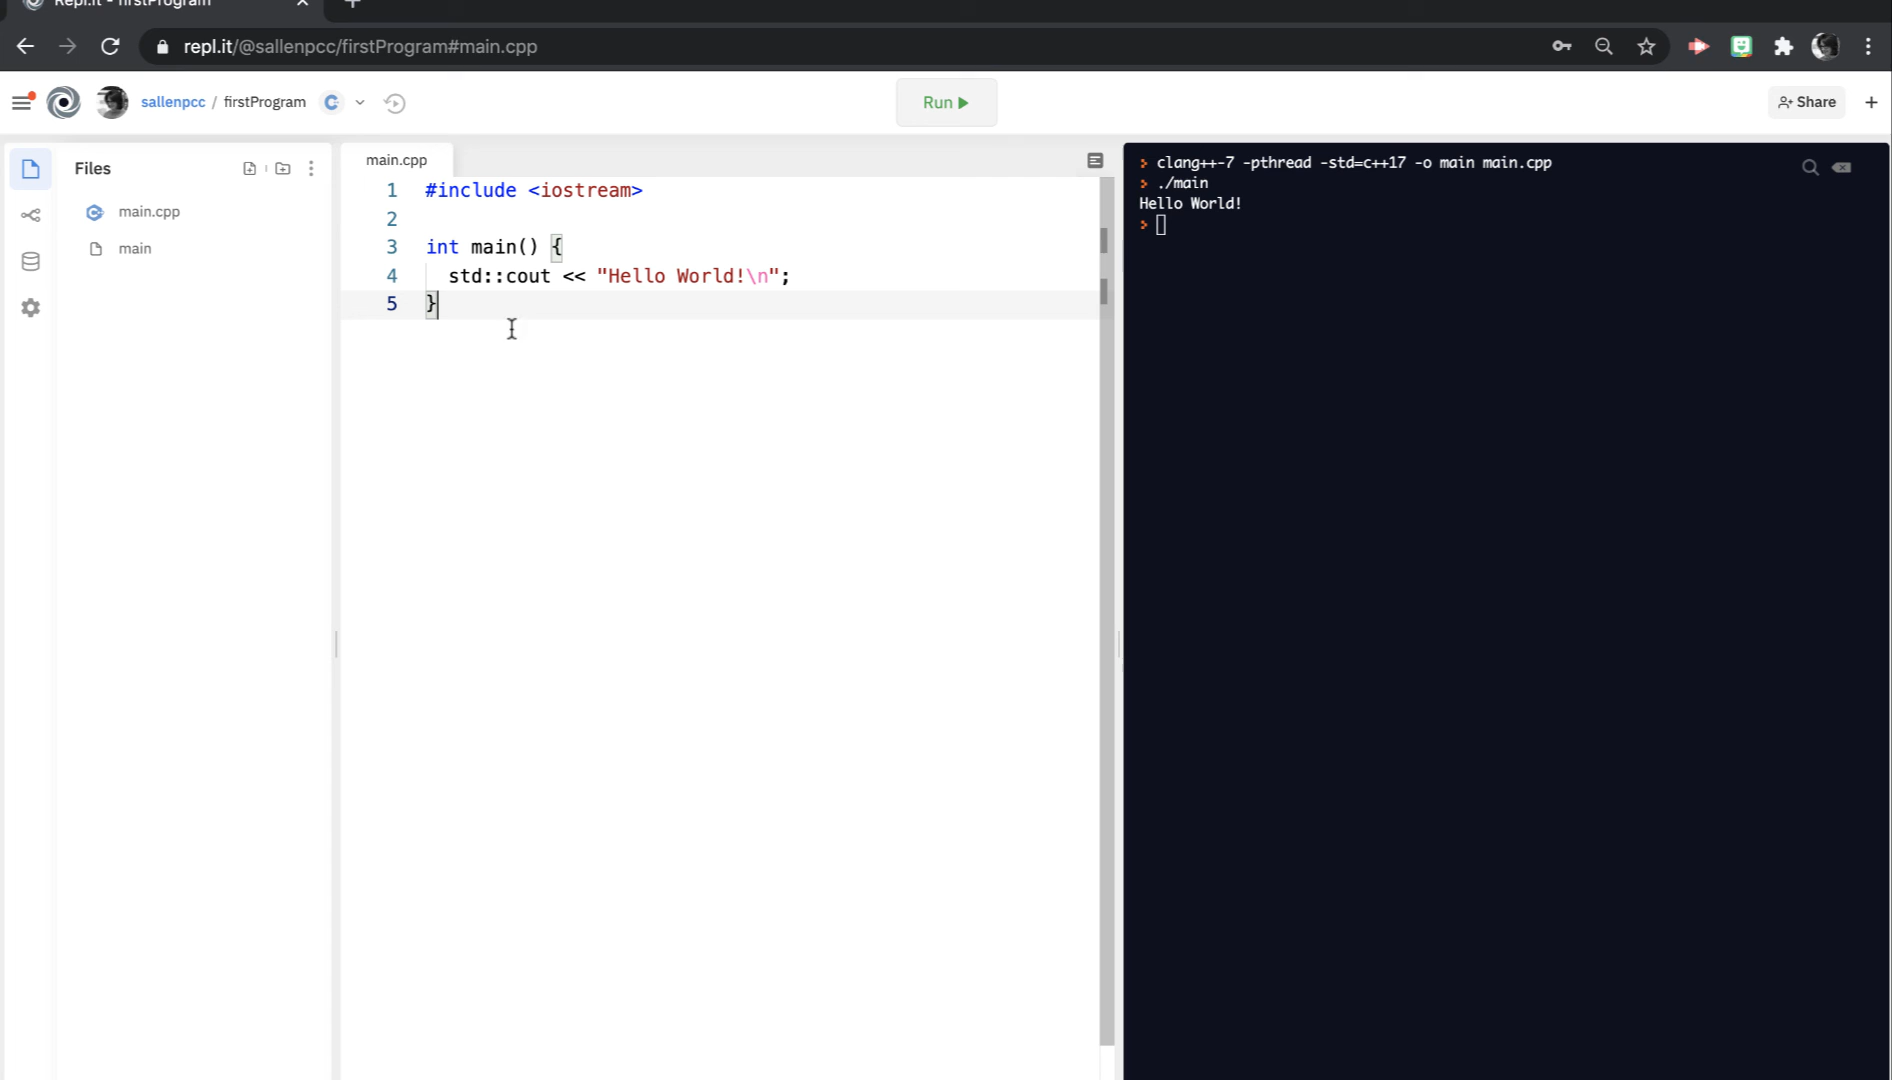 Repl.it - firstProgram
repl.it/@sallenpcc/firstProgram#main.cpp
sallenpcc / firstProgram
Run
Share
Files
main.cpp
main
main.cpp
1 #include <iostream>
2
3 int main() {
4 std::cout << "Hello World!\n";
5 }
clang++-7 -pthread -std=c++17 -o main main.cpp
./main
Hello World!